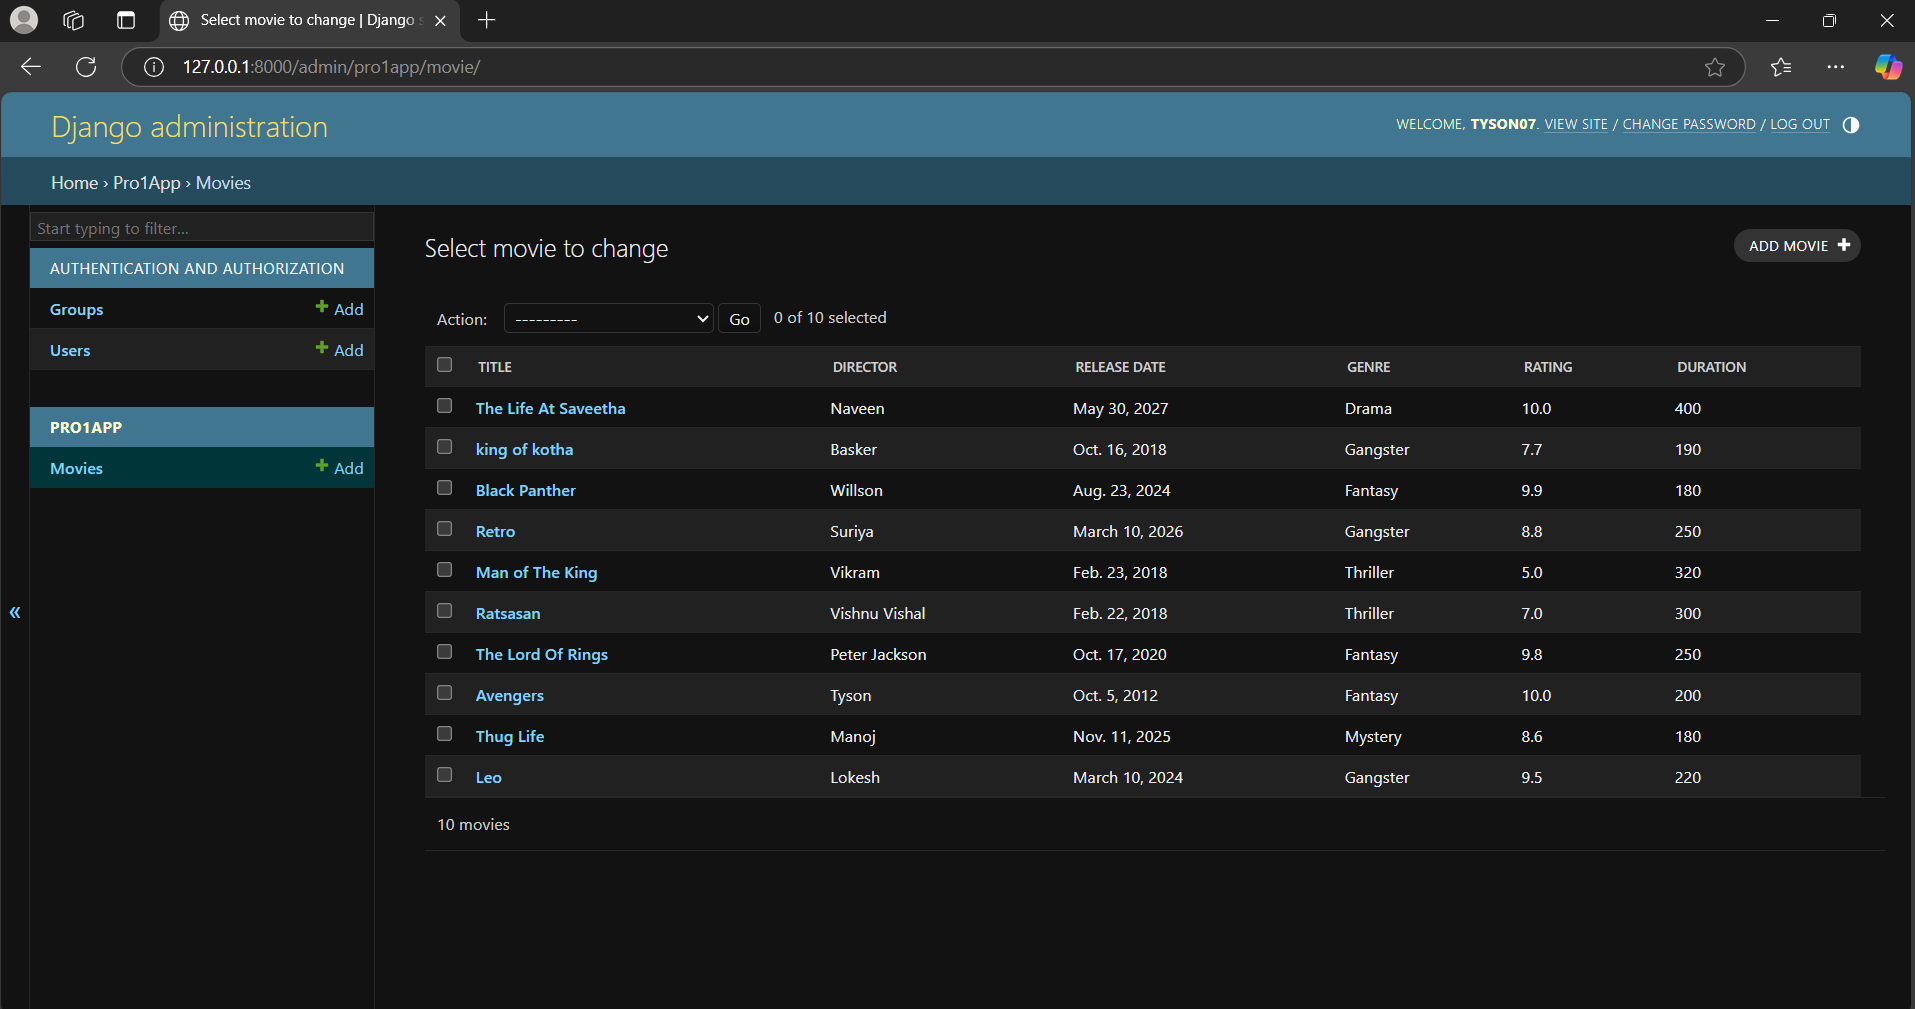 Select movie to change | Django s
127.0.0.1:8000/admin/pro1app/movie/
Django administration
WELCOME, TYSON07. VIEW SITE / CHANGE PASSWORD / LOG OUT
Home › Pro1App › Movies
Start typing to filter...
AUTHENTICATION AND AUTHORIZATION
Groups + Add
Users + Add
PRO1APP
Movies + Add
«
Select movie to change
ADD MOVIE +
Action: --------- Go 0 of 10 selected
TITLE DIRECTOR RELEASE DATE GENRE RATING DURATION
The Life At Saveetha Naveen May 30, 2027 Drama 10.0 400
king of kotha Basker Oct. 16, 2018 Gangster 7.7 190
Black Panther Willson Aug. 23, 2024 Fantasy 9.9 180
Retro Suriya March 10, 2026 Gangster 8.8 250
Man of The King Vikram Feb. 23, 2018 Thriller 5.0 320
Ratsasan Vishnu Vishal Feb. 22, 2018 Thriller 7.0 300
The Lord Of Rings Peter Jackson Oct. 17, 2020 Fantasy 9.8 250
Avengers Tyson Oct. 5, 2012 Fantasy 10.0 200
Thug Life Manoj Nov. 11, 2025 Mystery 8.6 180
Leo Lokesh March 10, 2024 Gangster 9.5 220
10 movies